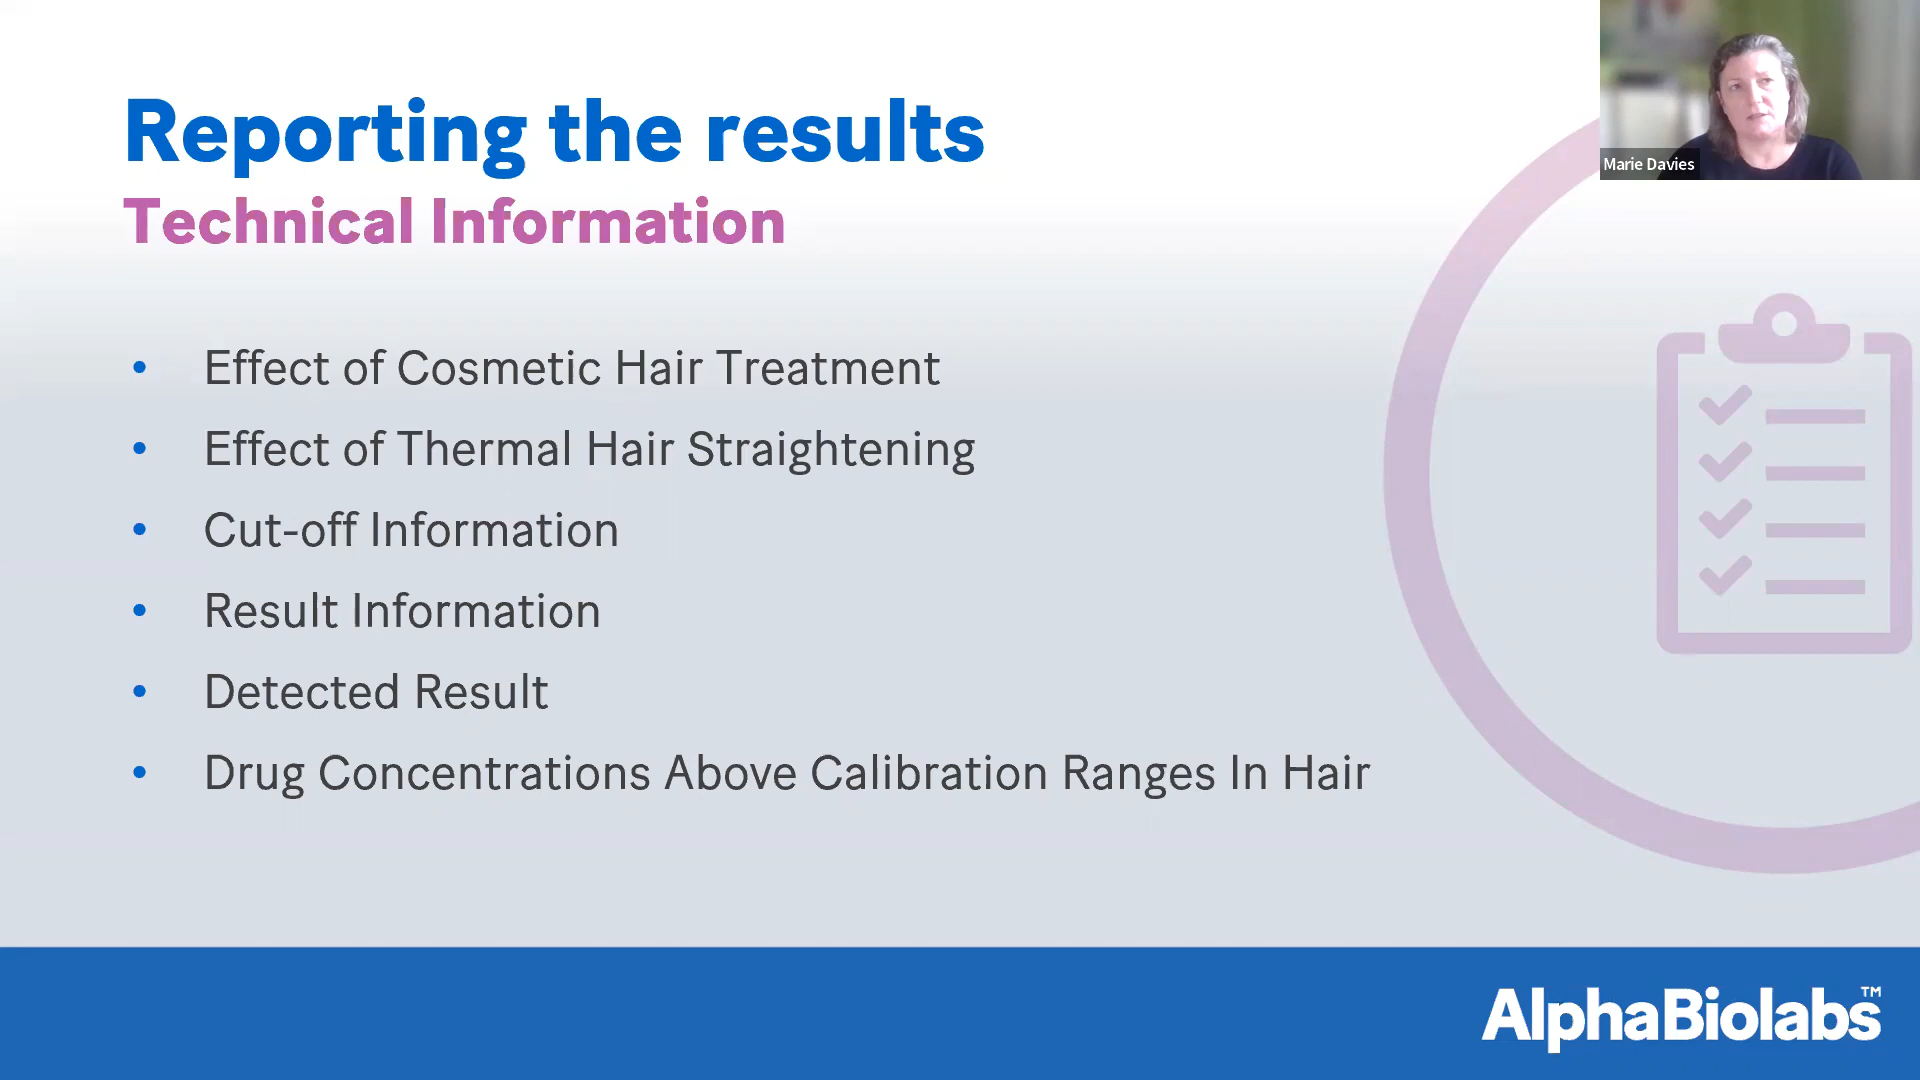 Reporting the results
Technical Information
• Effect of Cosmetic Hair Treatment
• Effect of Thermal Hair Straightening
• Cut-off Information
• Result Information
• Detected Result
• Drug Concentrations Above Calibration Ranges In Hair
Marie Davies
AlphaBiolabs™